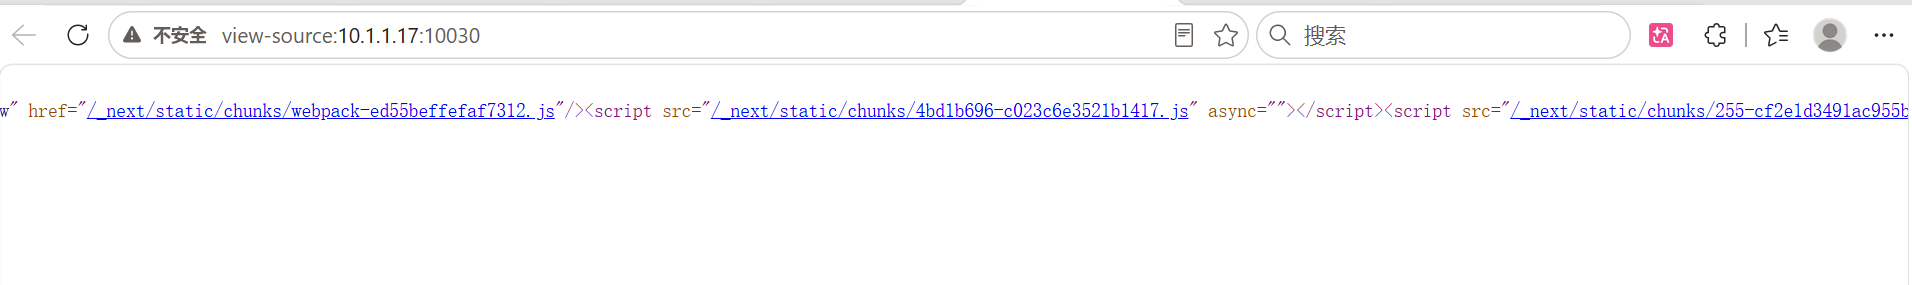 不安全 view-source:10.1.1.17:10030 搜索
w" href="/_next/static/chunks/webpack-ed55beffefaf7312.js"/><script src="/_next/static/chunks/4bd1b696-c023c6e3521b1417.js" async=""></script><script src="/_next/static/chunks/255-cf2e1d3491ac955b